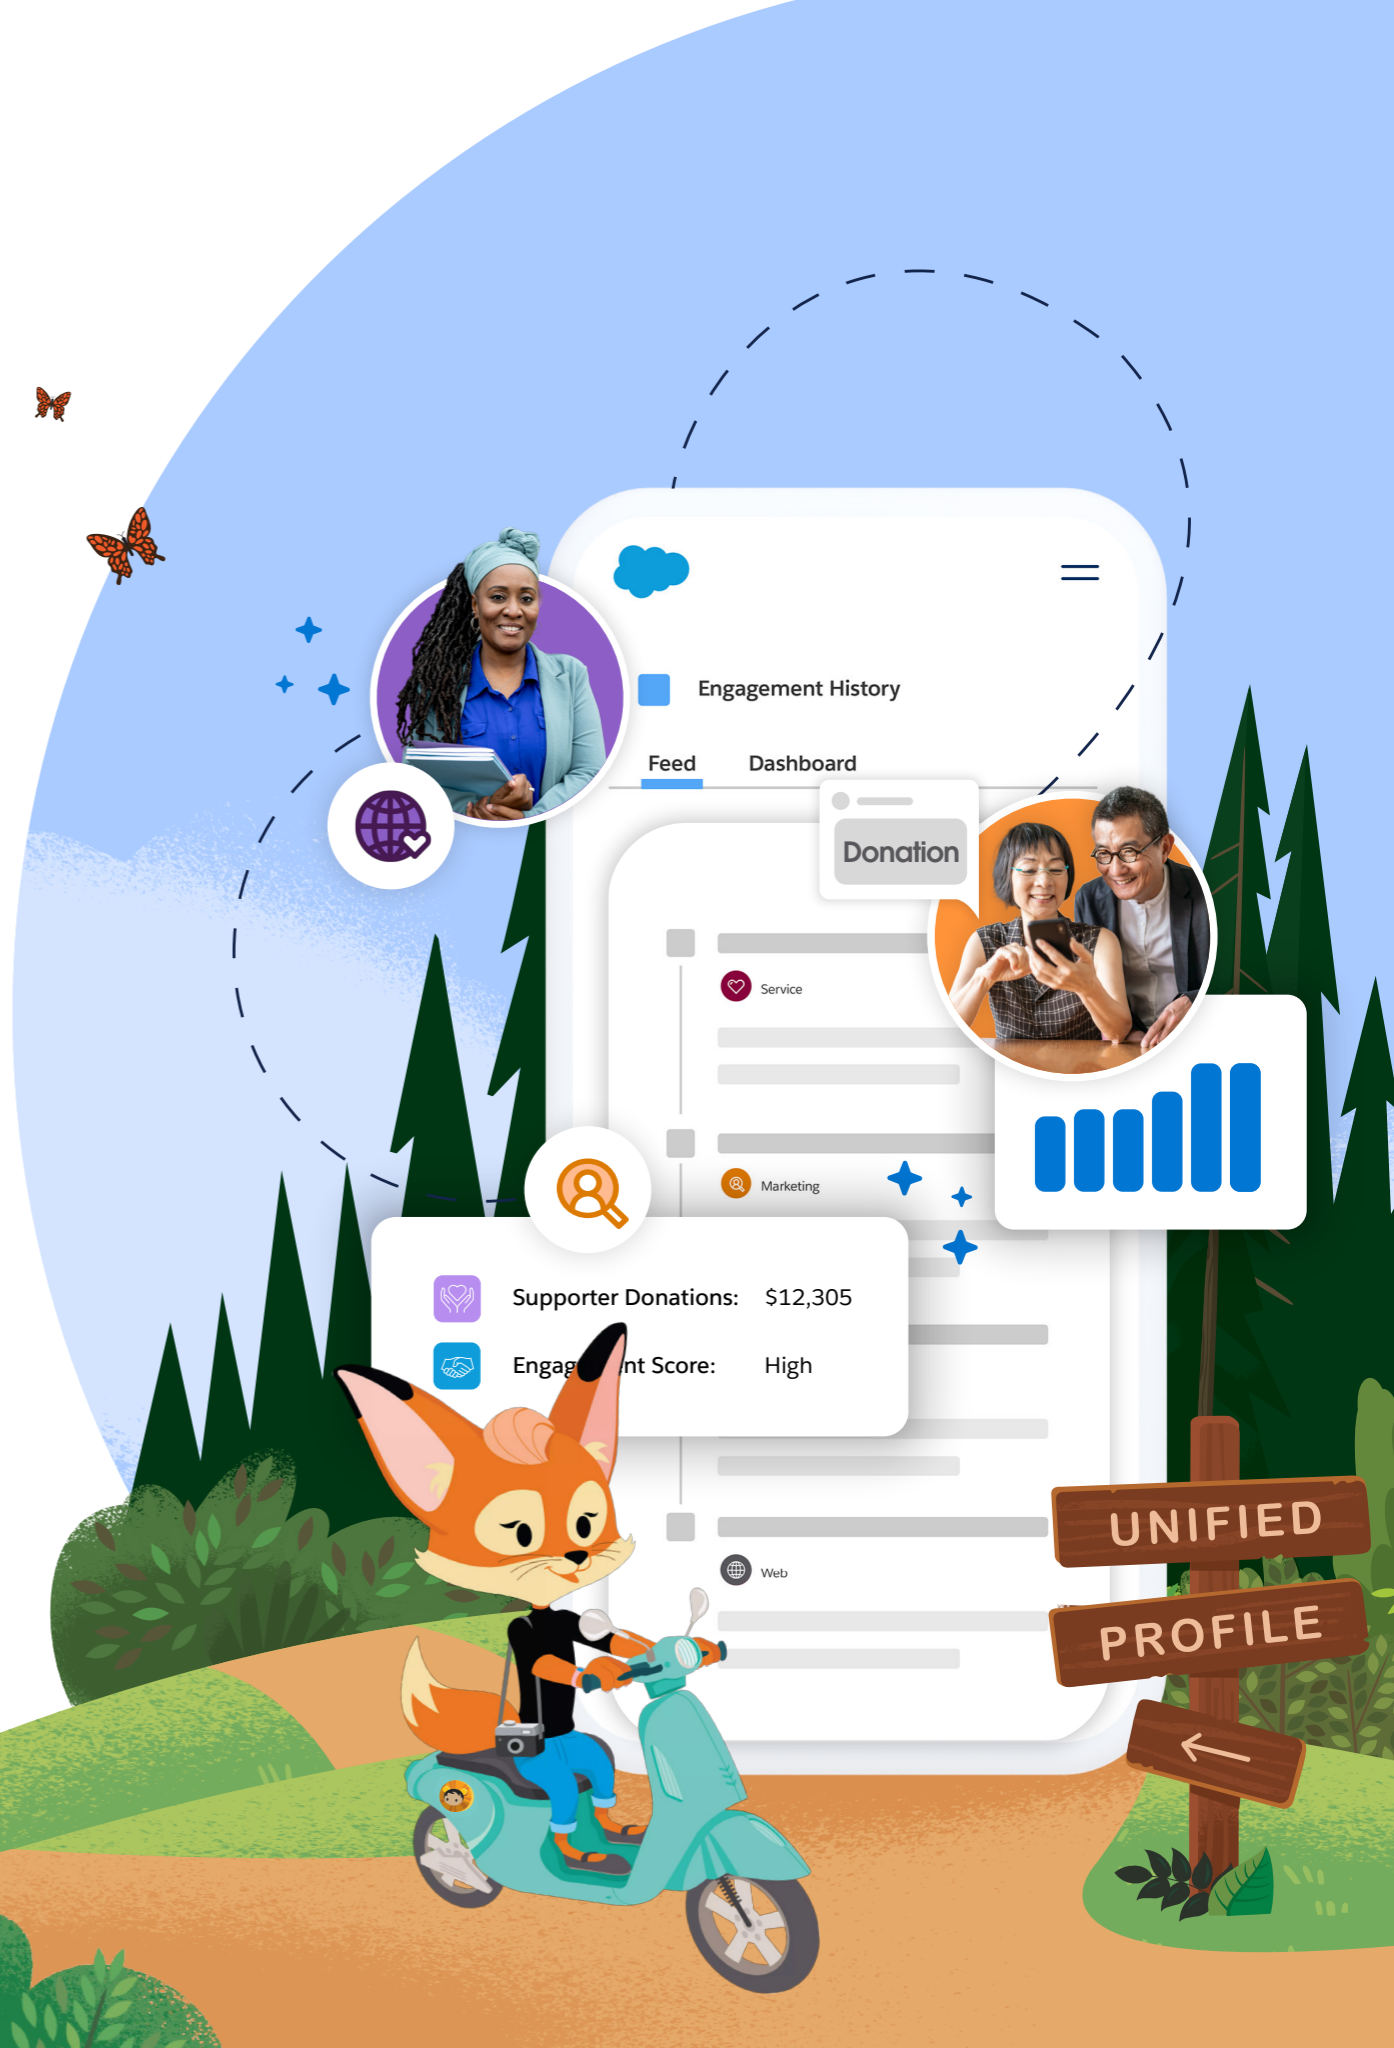 Engagement History
Feed Dashboard
Donation
Service
Marketing
Supporter Donations: $12,305
Engag nt Score: High
Web
UNIFIED
PROFILE